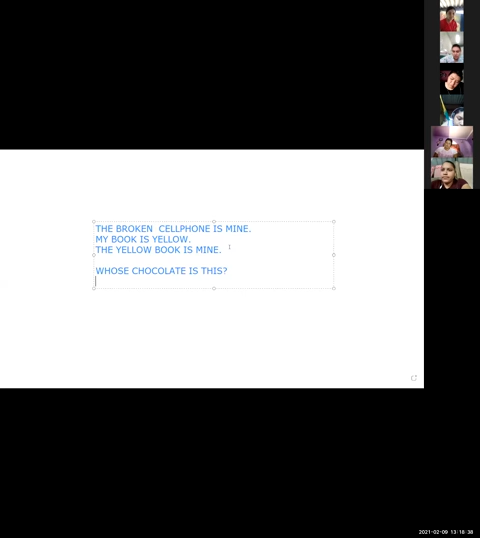 THE BROKEN CELLPHONE IS MINE.
MY BOOK IS YELLOW.
THE YELLOW BOOK IS MINE.
WHOSE CHOCOLATE IS THIS?
2021-02-09 13:18:38